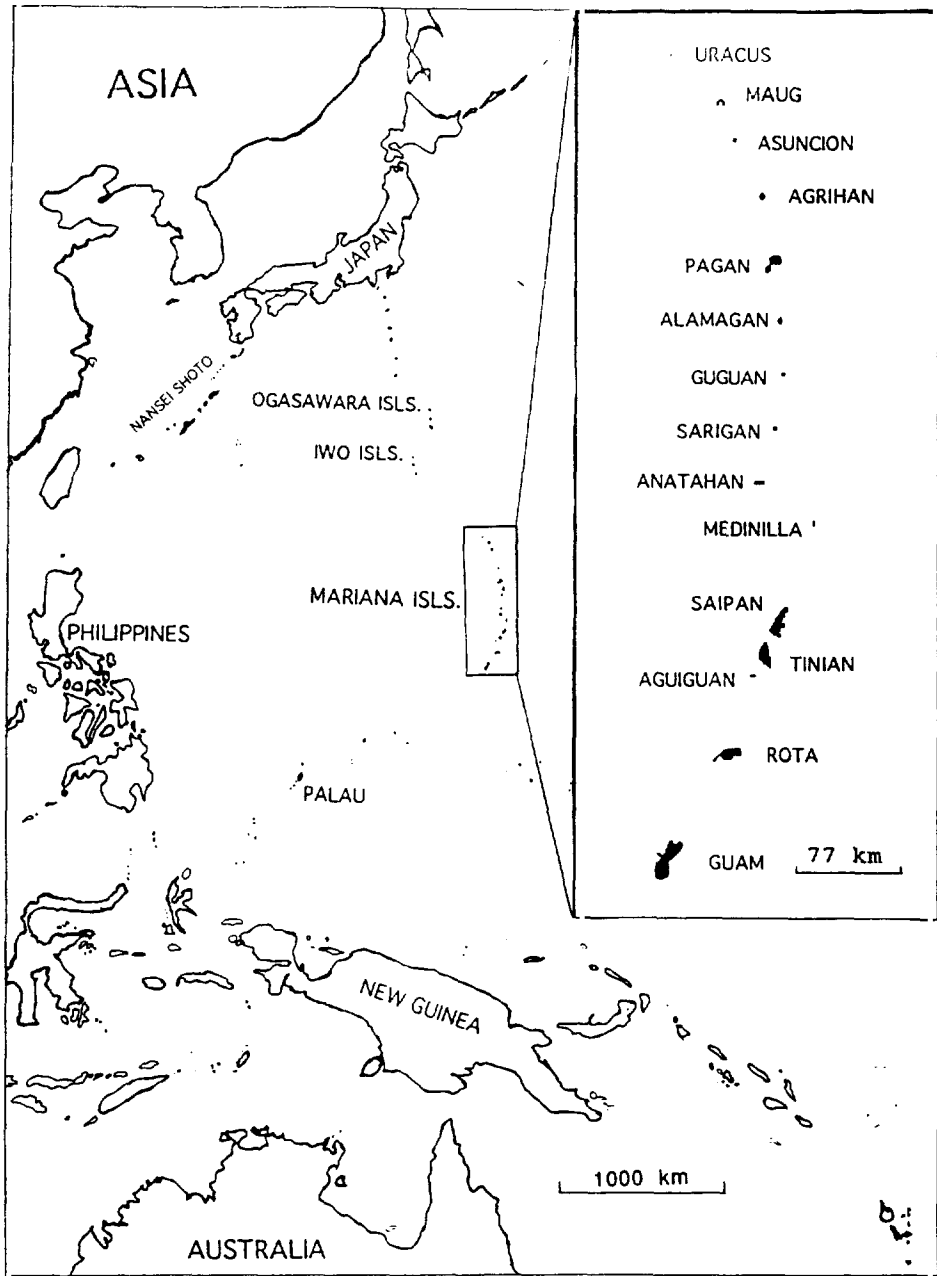 ASIA
JAPAN
NANSEI SHOTO
OGASAWARA ISLS.
IWO ISLS.
MARIANA ISLS.
PHILIPPINES
PALAU
NEW GUINEA
1000 km
AUSTRALIA
URACUS
MAUG
ASUNCION
AGRIHAN
PAGAN
ALAMAGAN
GUGUAN
SARIGAN
ANATAHAN
MEDINILLA
SAIPAN
TINIAN
AGUIGUAN
ROTA
GUAM 77 km